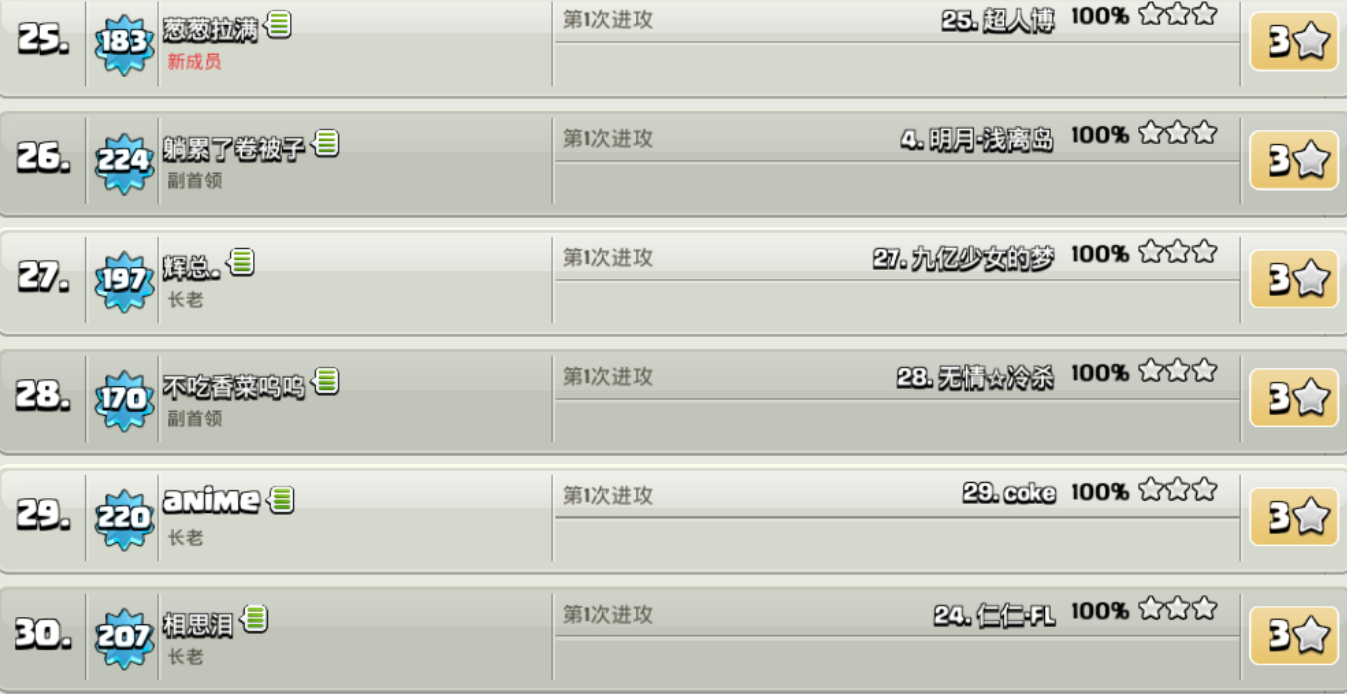 25. 183 葱葱拉满 第1次进攻 25. 超人博 100% 3
新成员
26. 224 躺累了卷被子 第1次进攻 4. 明月·浅离岛 100% 3
副首领
27. 197 辉总.. 第1次进攻 27. 九亿少女的梦 100% 3
长老
28. 170 不吃香菜呜呜 第1次进攻 28. 无情☆冷杀 100% 3
副首领
29. 220 anime 第1次进攻 29. coke 100% 3
长老
30. 207 相思泪 第1次进攻 24. 仁仁·FL 100% 3
长老